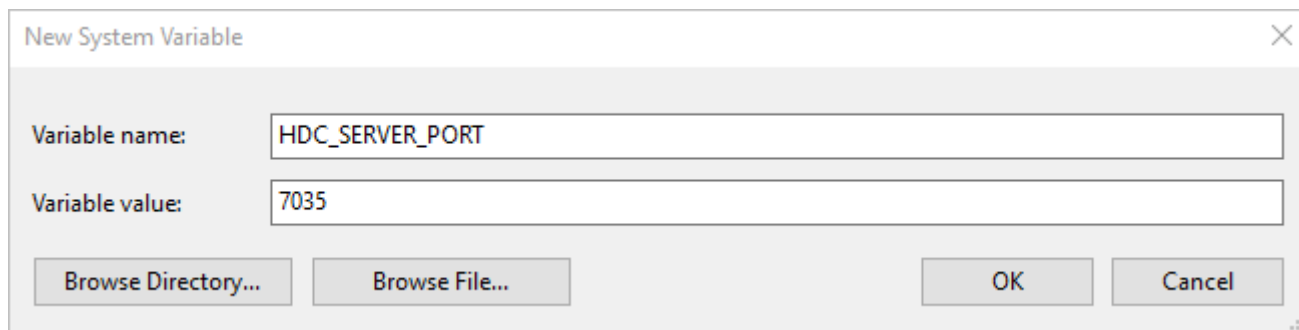 New System Variable
Variable name: HDC_SERVER_PORT
Variable value: 7035
Browse Directory... Browse File... OK Cancel